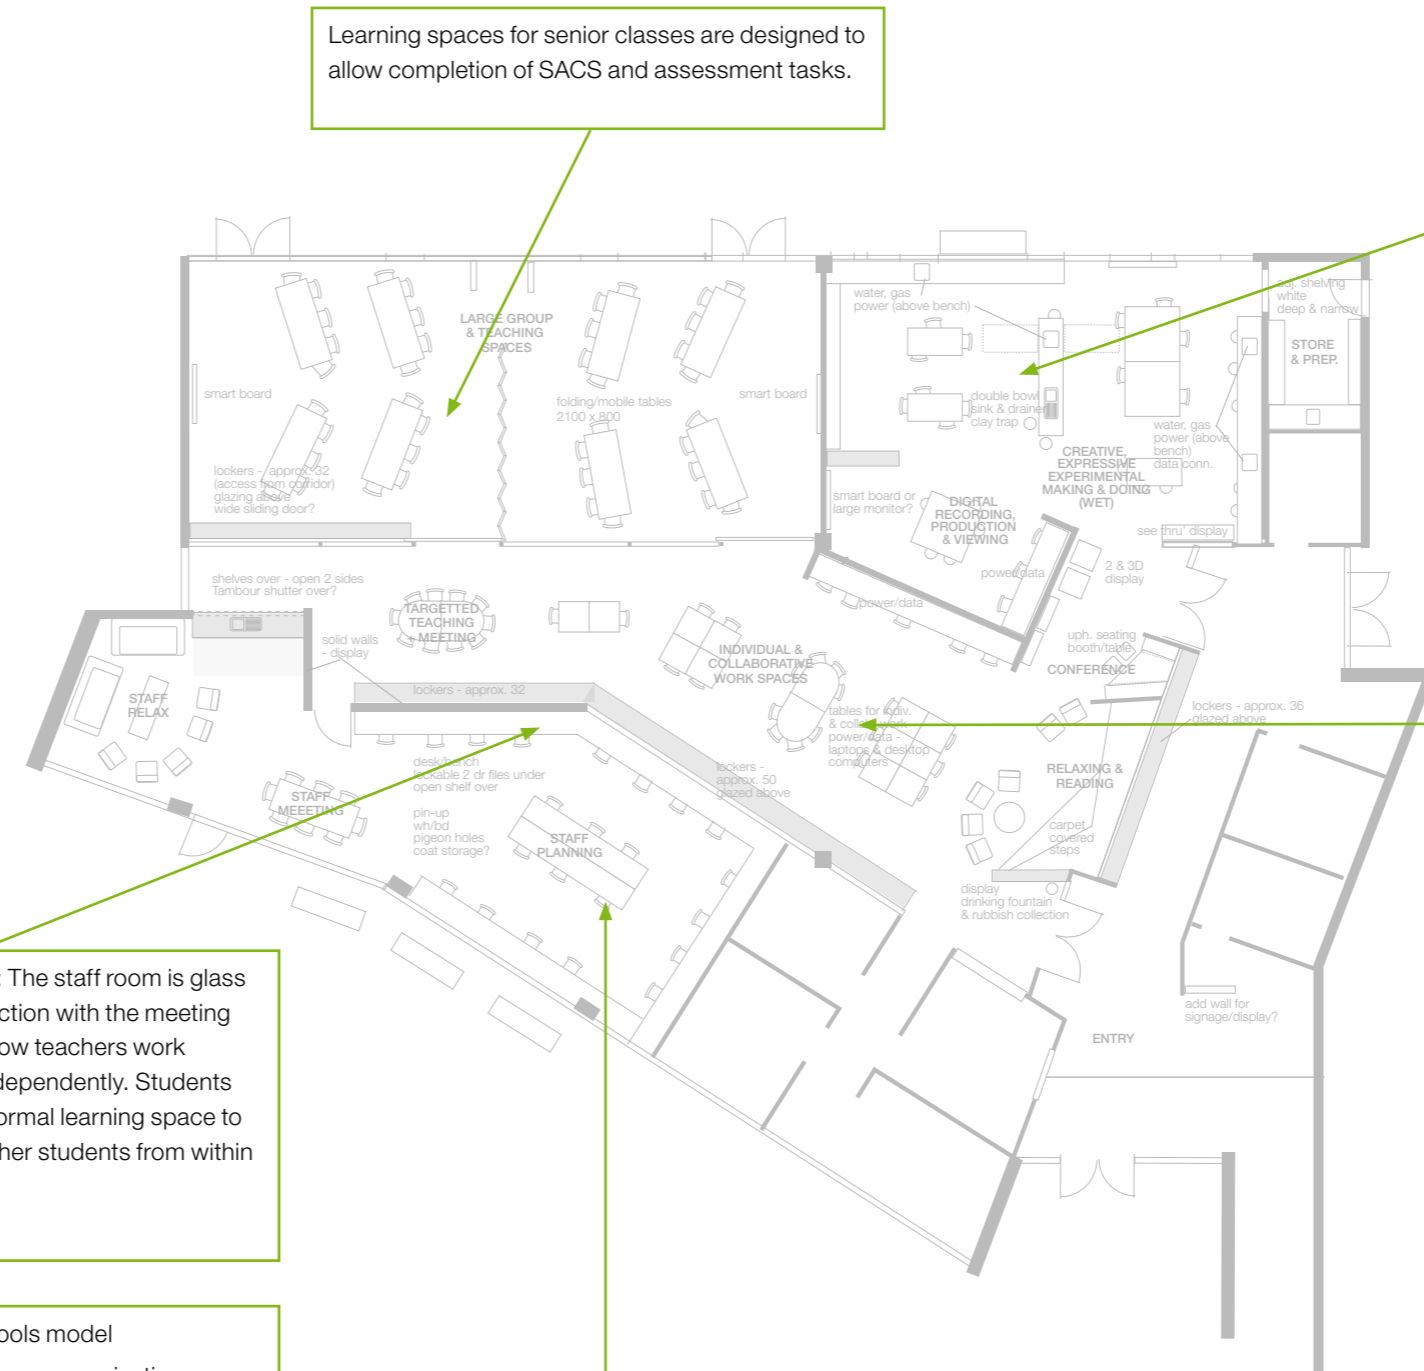 Learning spaces for senior classes are designed to
allow completion of SACS and assessment tasks.
LARGE GROUP
& TEACHING
SPACES
smart board
folding/mobile tables
2100 x 800
smart board
lockers - approx. 32
(access from corridor)
glazing above
wide sliding door?
water, gas
power (above bench)
adj. shelving
white
deep & narrow
STORE
& PREP.
double bowl
sink & drainer
clay trap
water, gas
power (above
bench)
data conn.
CREATIVE,
EXPRESSIVE
EXPERIMENTAL
MAKING & DOING
(WET)
smart board or
large monitor?
DIGITAL
RECORDING,
PRODUCTION
& VIEWING
see thru' display
power/data
2 & 3D
display
power/data
shelves over - open 2 sides
Tambour shutter over?
TARGETTED
TEACHING
+ MEETING
solid walls
- display
INDIVIDUAL &
COLLABORATIVE
WORK SPACES
uph. seating
booth/table
CONFERENCE
STAFF
RELAX
lockers - approx. 32
tables for indiv.
& collab. work
power/data -
laptops & desktop
computers
lockers - approx. 36
glazed above
desk/bench
lockable 2 dr files under
open shelf over
lockers -
approx. 50
glazed above
RELAXING &
READING
STAFF
MEEETING
pin-up
wh/bd
pigeon holes
coat storage?
STAFF
PLANNING
carpet
covered
steps
display
drinking fountain
& rubbish collection
: The staff room is glass
ction with the meeting
ow teachers work
dependently. Students
ormal learning space to
her students from within
add wall for
signage/display?
ENTRY
ools model